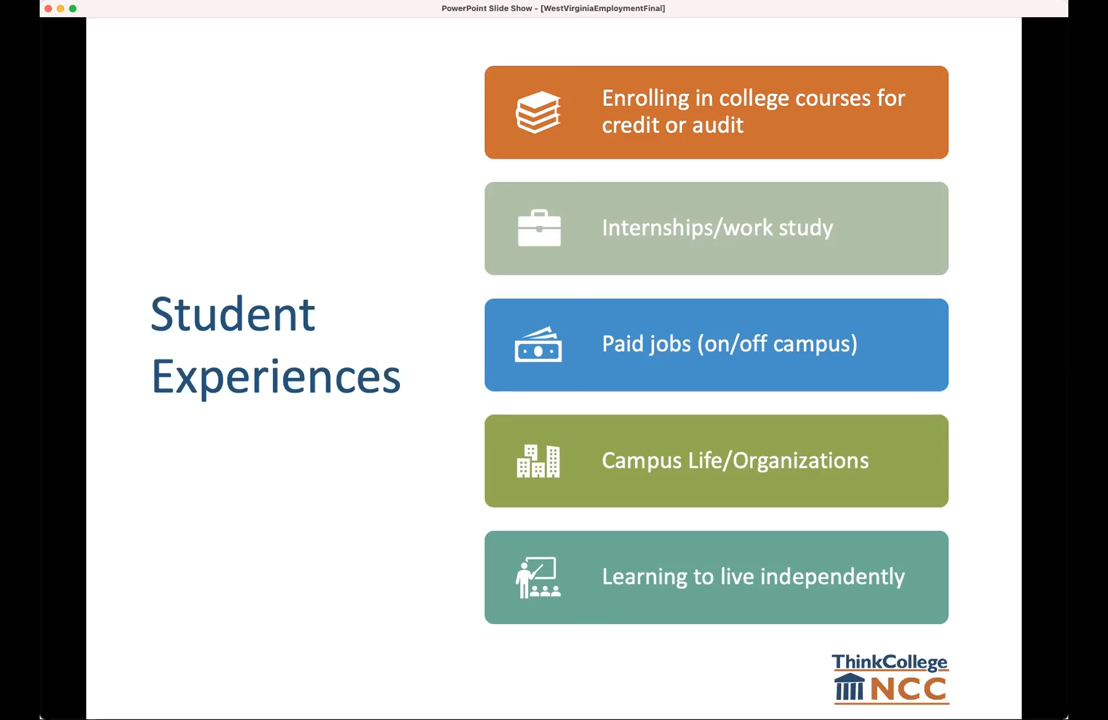 PowerPoint Slide Show - [WestVirginiaEmploymentFinal]
Student
Experiences
Enrolling in college courses for
credit or audit
Internships/work study
Paid jobs (on/off campus)
Campus Life/Organizations
Learning to live independently
ThinkCollege
NCC